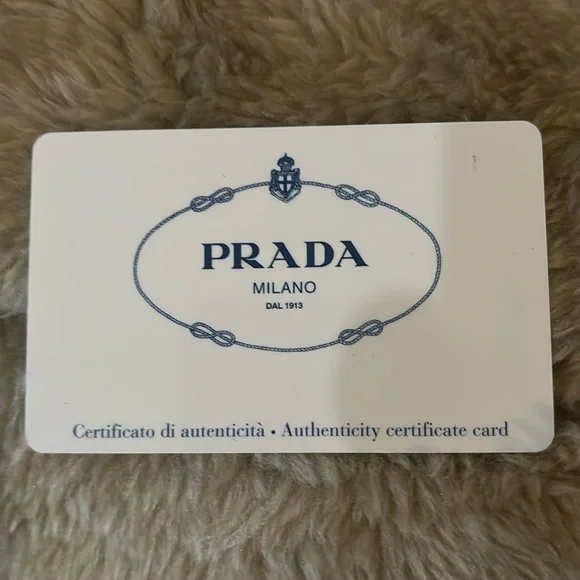 PRADA
MILANO
DAL 1913
Certificato di autenticità • Authenticity certificate card